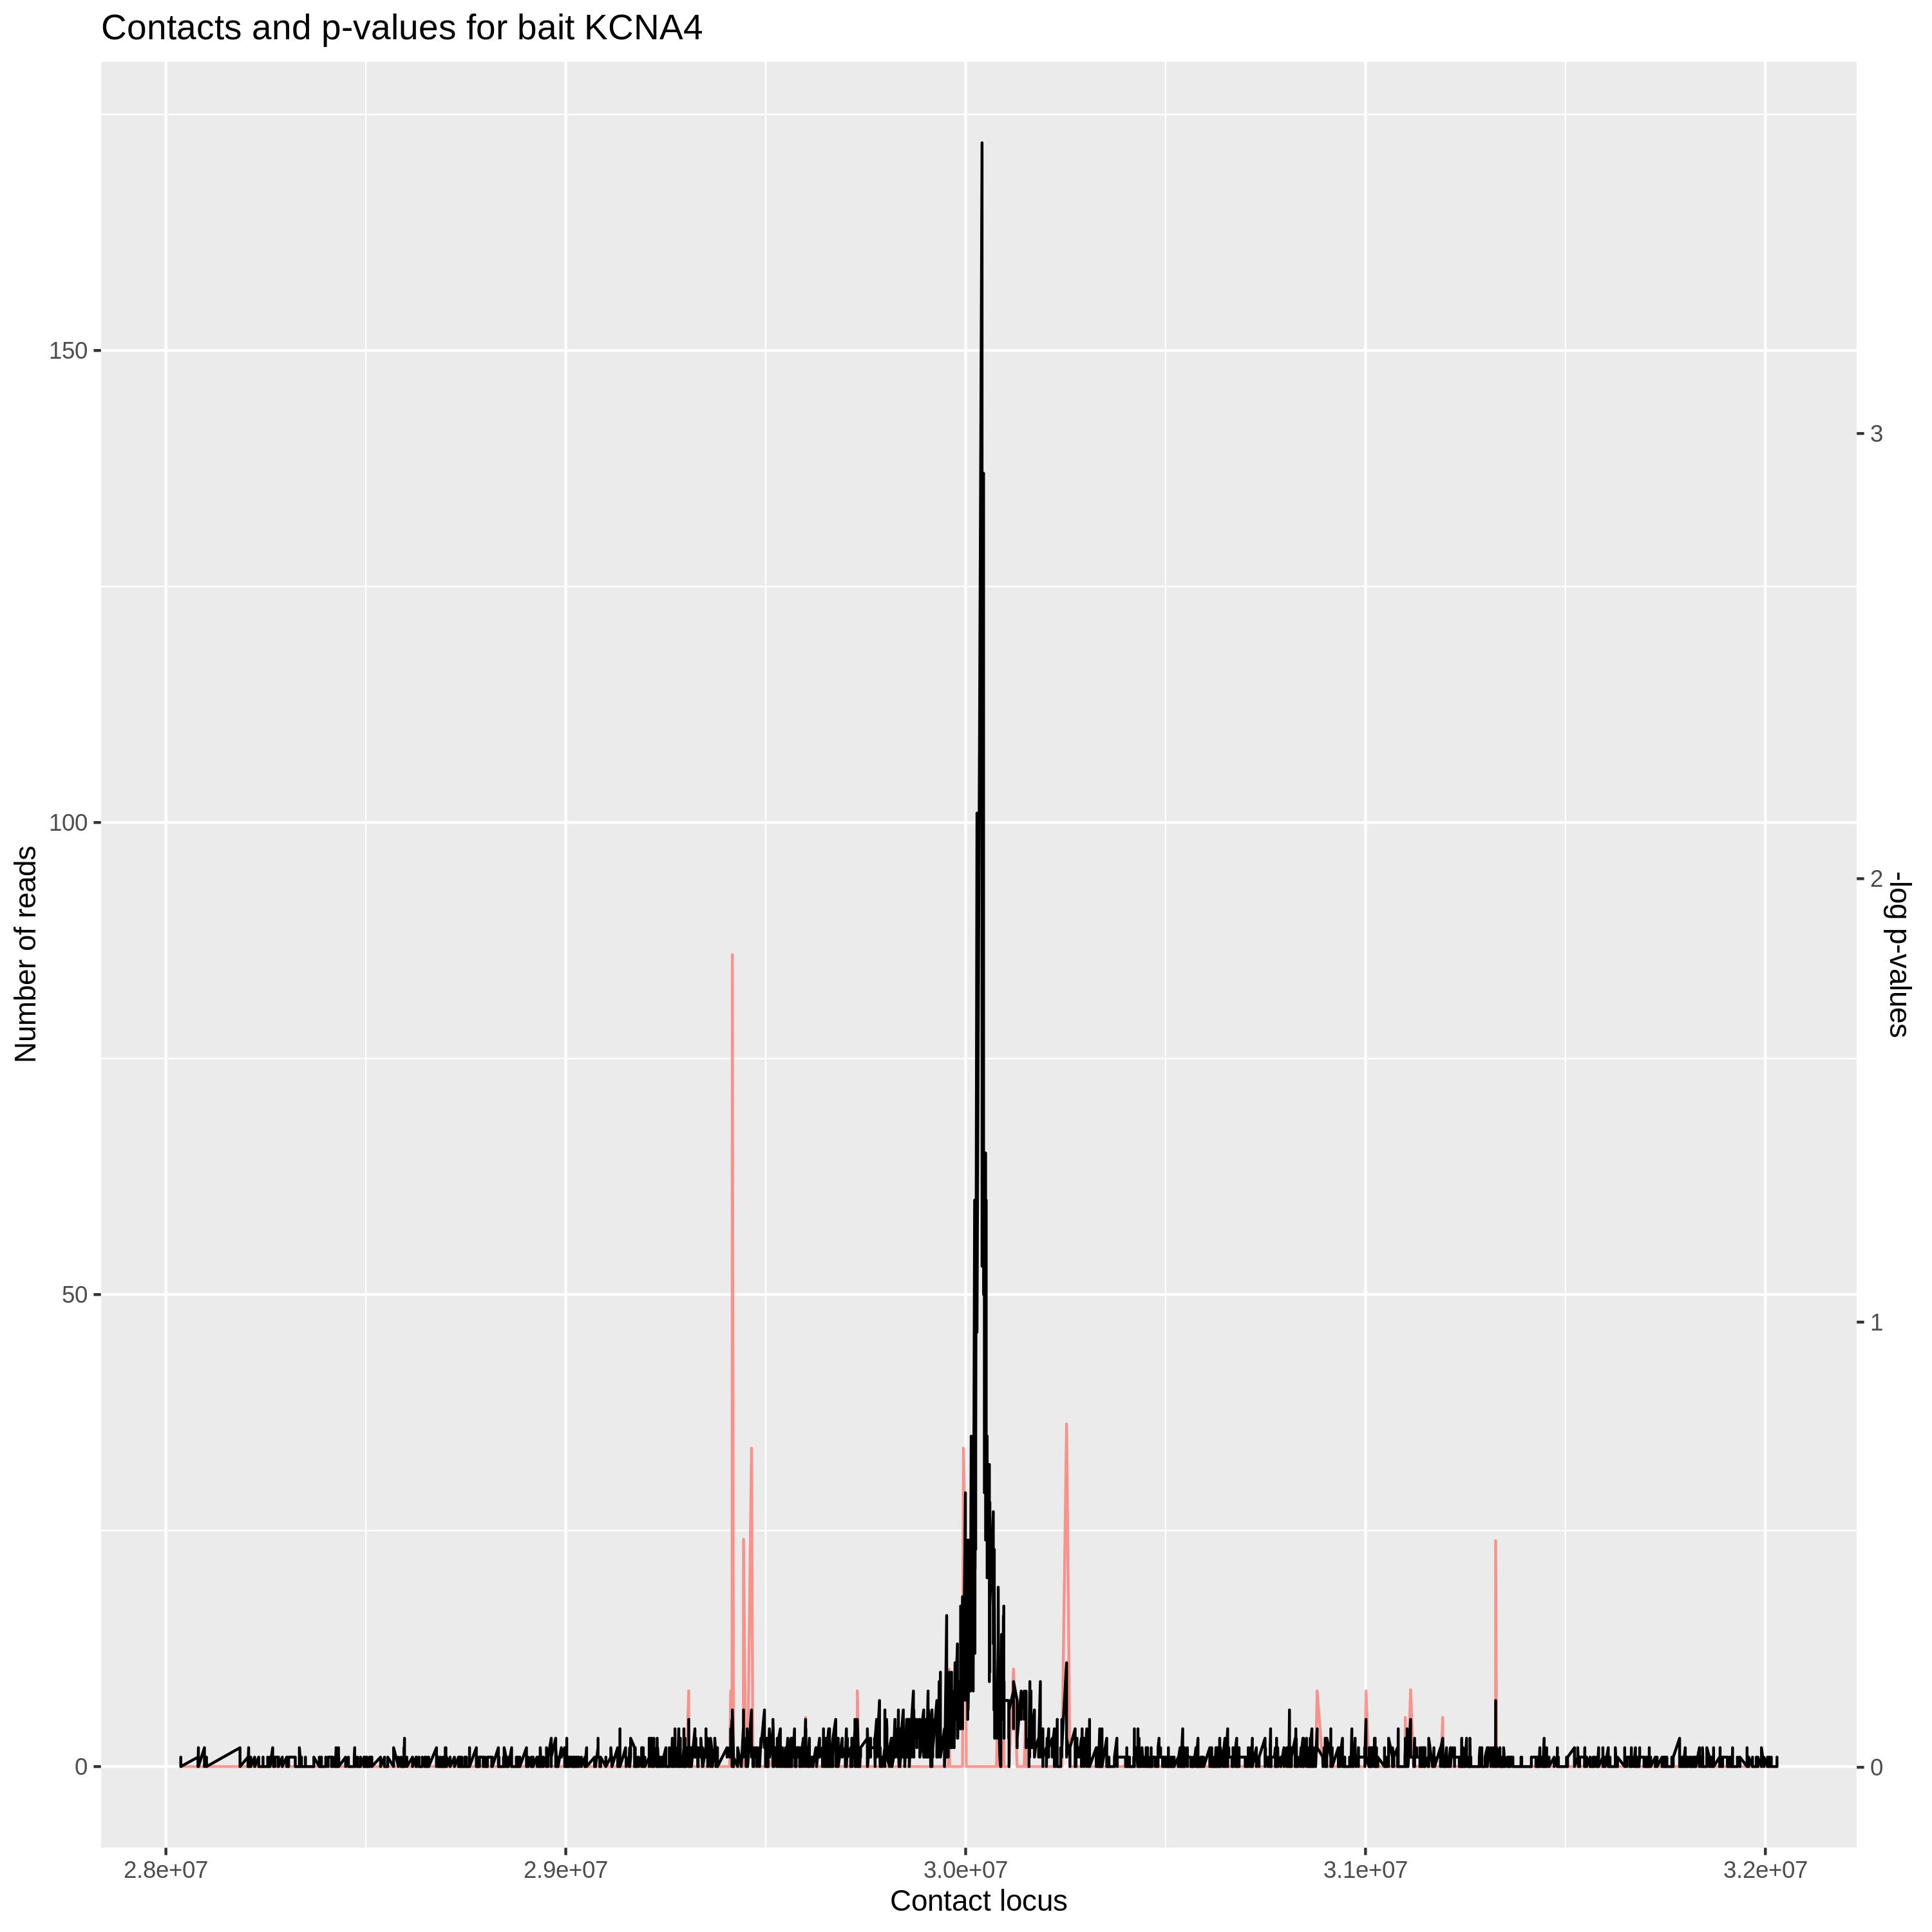 Contacts and p-values for bait KCNA4
150
100
50
0
Number of reads
3
2
1
0
-log p-values
2.8e+07 2.9e+07 3.0e+07 3.1e+07 3.2e+07
Contact locus